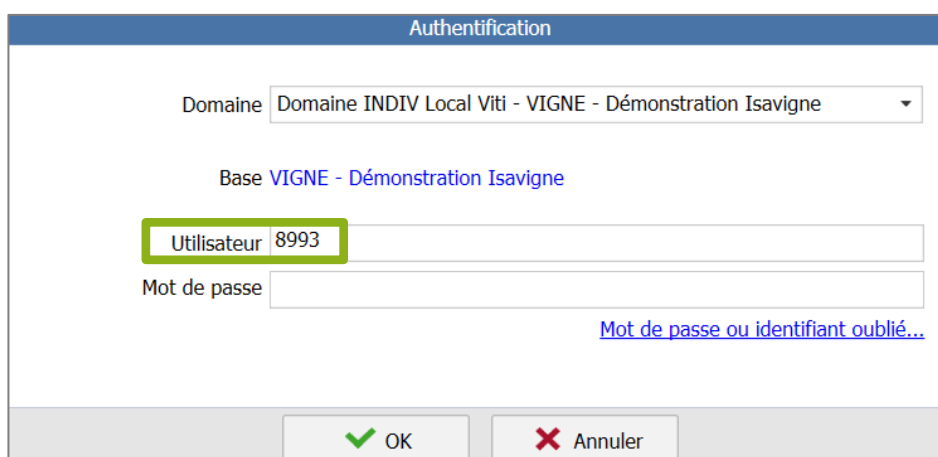 Authentification
Domaine Domaine INDIV Local Viti - VIGNE - Démonstration Isavigne
Base VIGNE - Démonstration Isavigne
Utilisateur 8993
Mot de passe
Mot de passe ou identifiant oublié...
OK Annuler